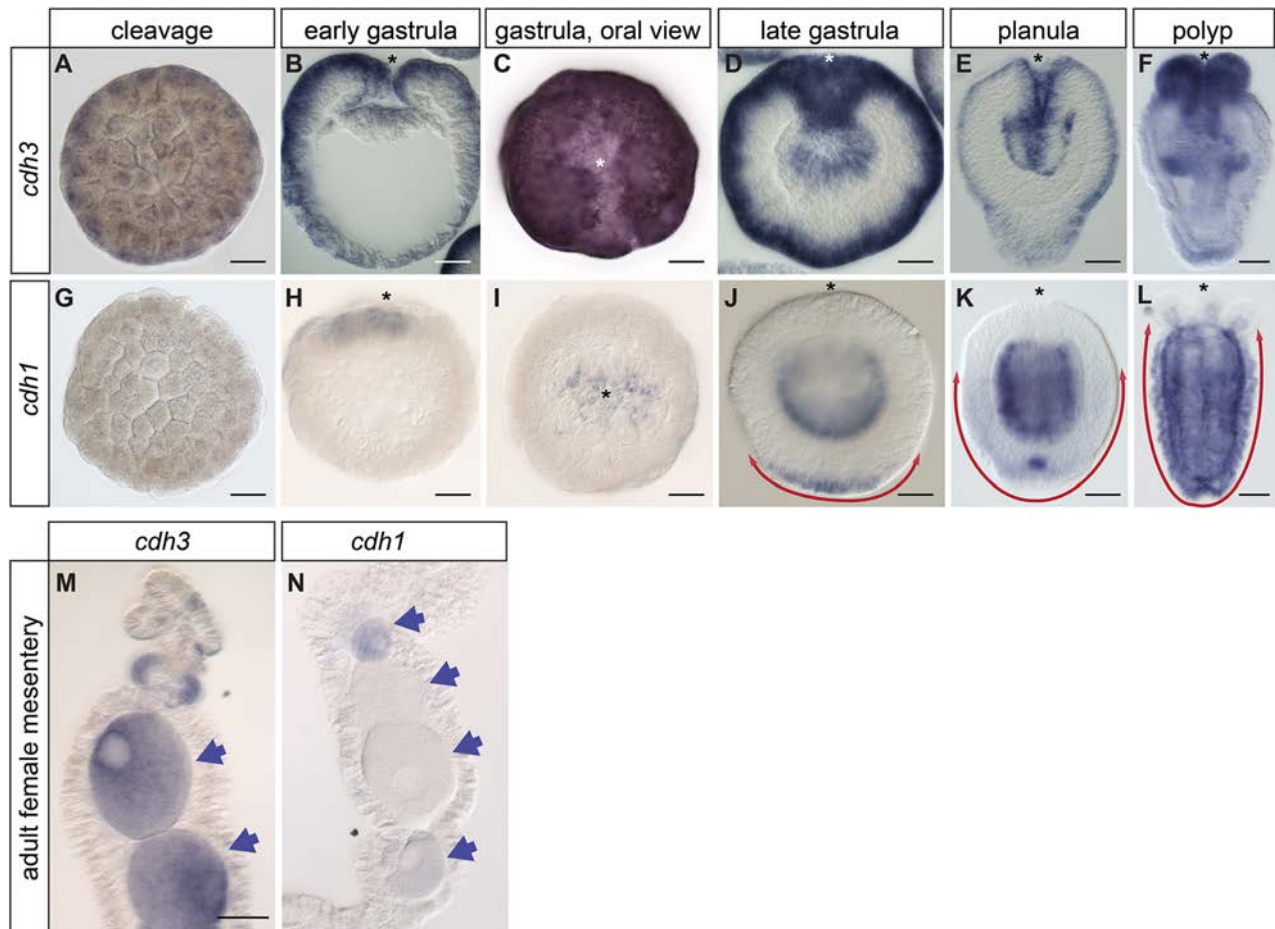 cleavage
early gastrula
gastrula, oral view
late gastrula
planula
polyp
cdh3
A
*
B
*
C
*
D
*
E
*
F
cdh1
G
*
H
*
I
*
J
*
K
*
L
cdh3
cdh1
adult female mesentery
M
N